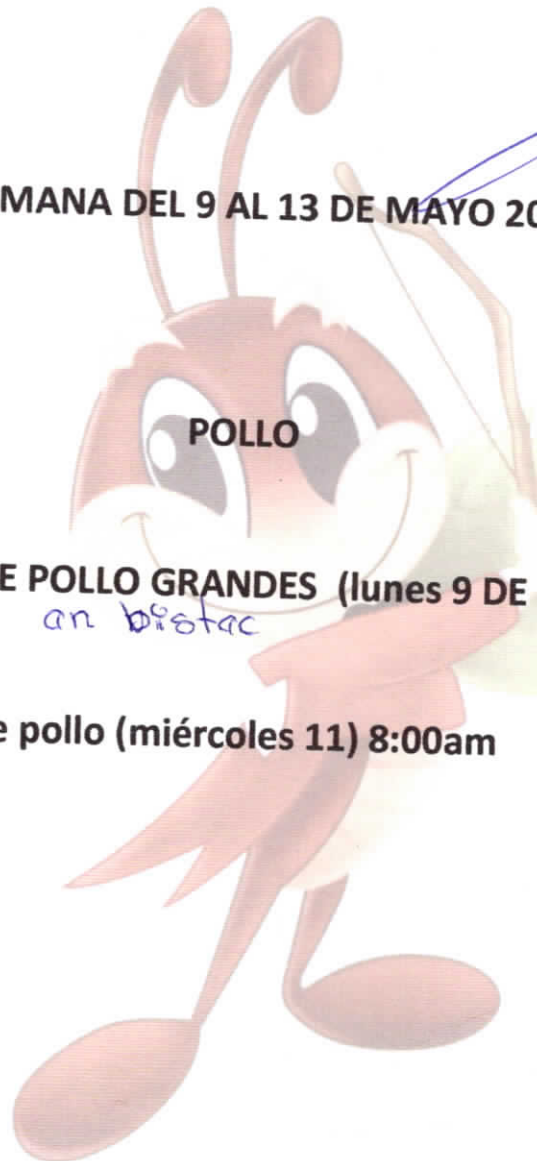 MANA DEL 9 AL 13 DE MAYO 20
POLLO
E POLLO GRANDES (lunes 9 DE
an bistac
e pollo (miércoles 11) 8:00am